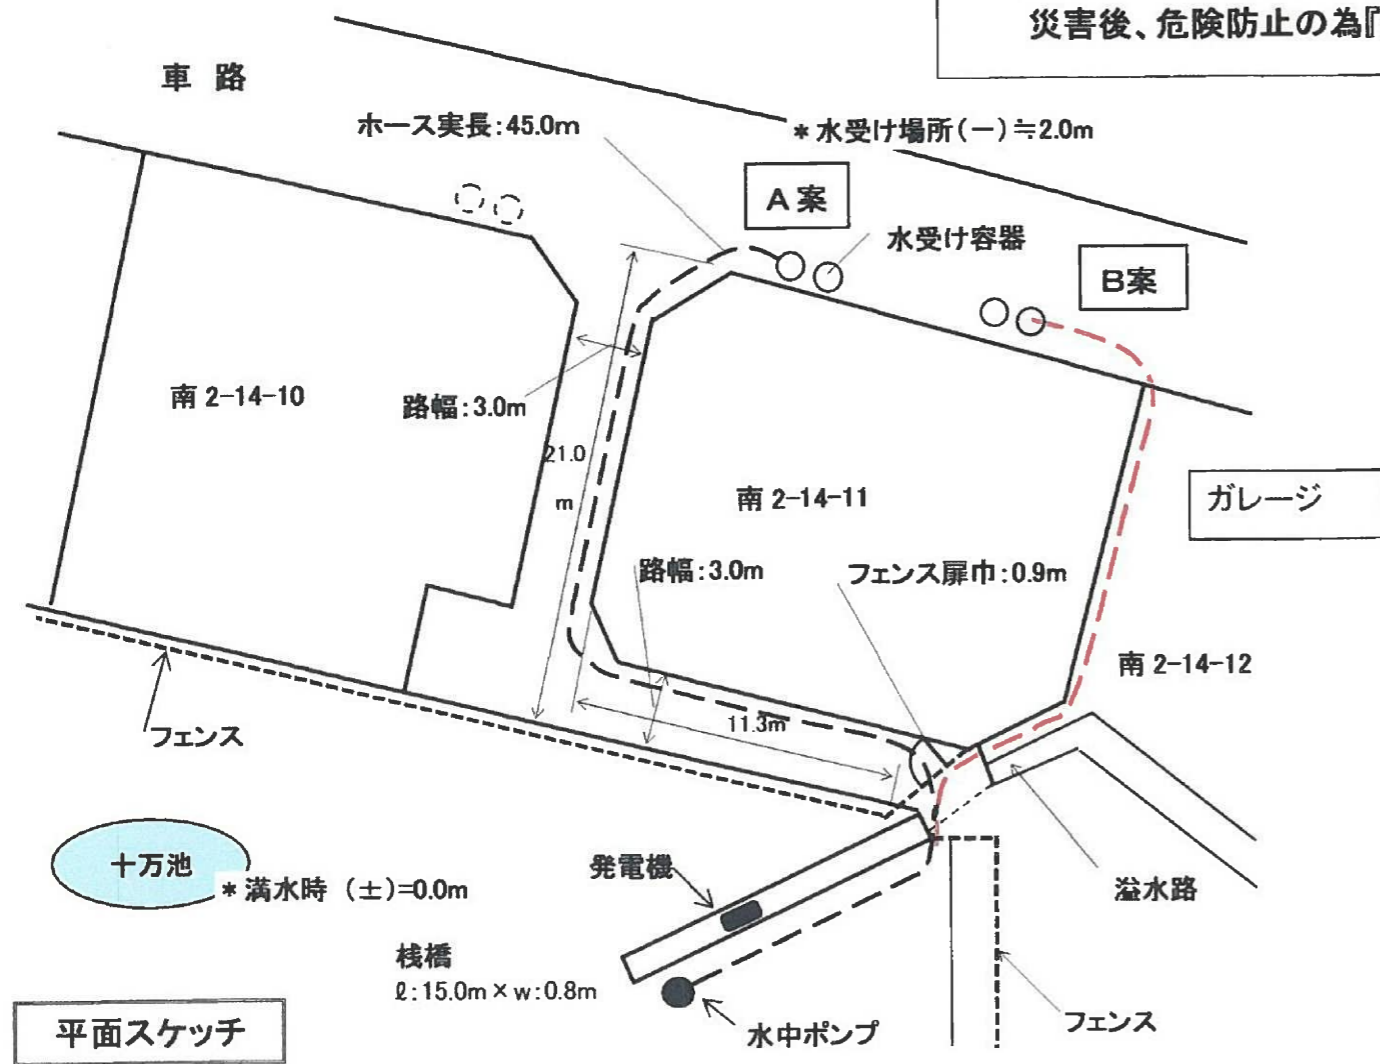 災害後、危険防止の為『
車 路
ホース実長:45.0m
*水受け場所(-)≒2.0m
A案
水受け容器
B案
南 2-14-10
路幅:3.0m
21.0
m
南 2-14-11
ガレージ
路幅:3.0m
フェンス扉巾:0.9m
南 2-14-12
フェンス
11.3m
十万池
*満水時 (±)=0.0m
発電機
溢水路
桟橋
ℓ:15.0m×w:0.8m
平面スケッチ
水中ポンプ
フェンス